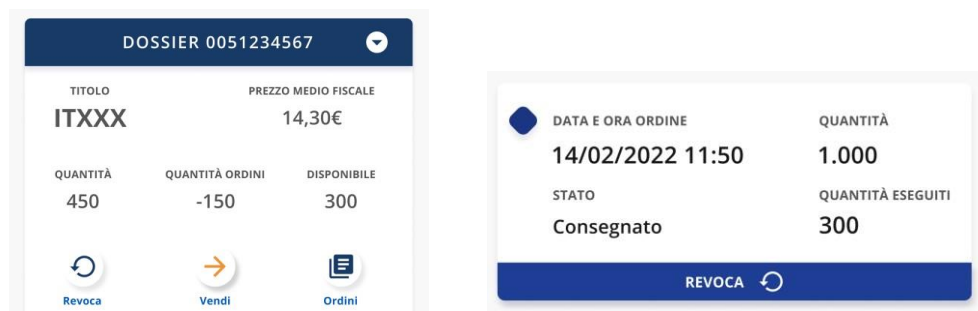 DOSSIER 0051234567
TITOLO PREZZO MEDIO FISCALE
ITXXX 14,30€
QUANTITÀ QUANTITÀ ORDINI DISPONIBILE
450 -150 300
Revoca Vendi Ordini
DATA E ORA ORDINE QUANTITÀ
14/02/2022 11:50 1.000
STATO QUANTITÀ ESEGUITI
Consegnato 300
REVOCA